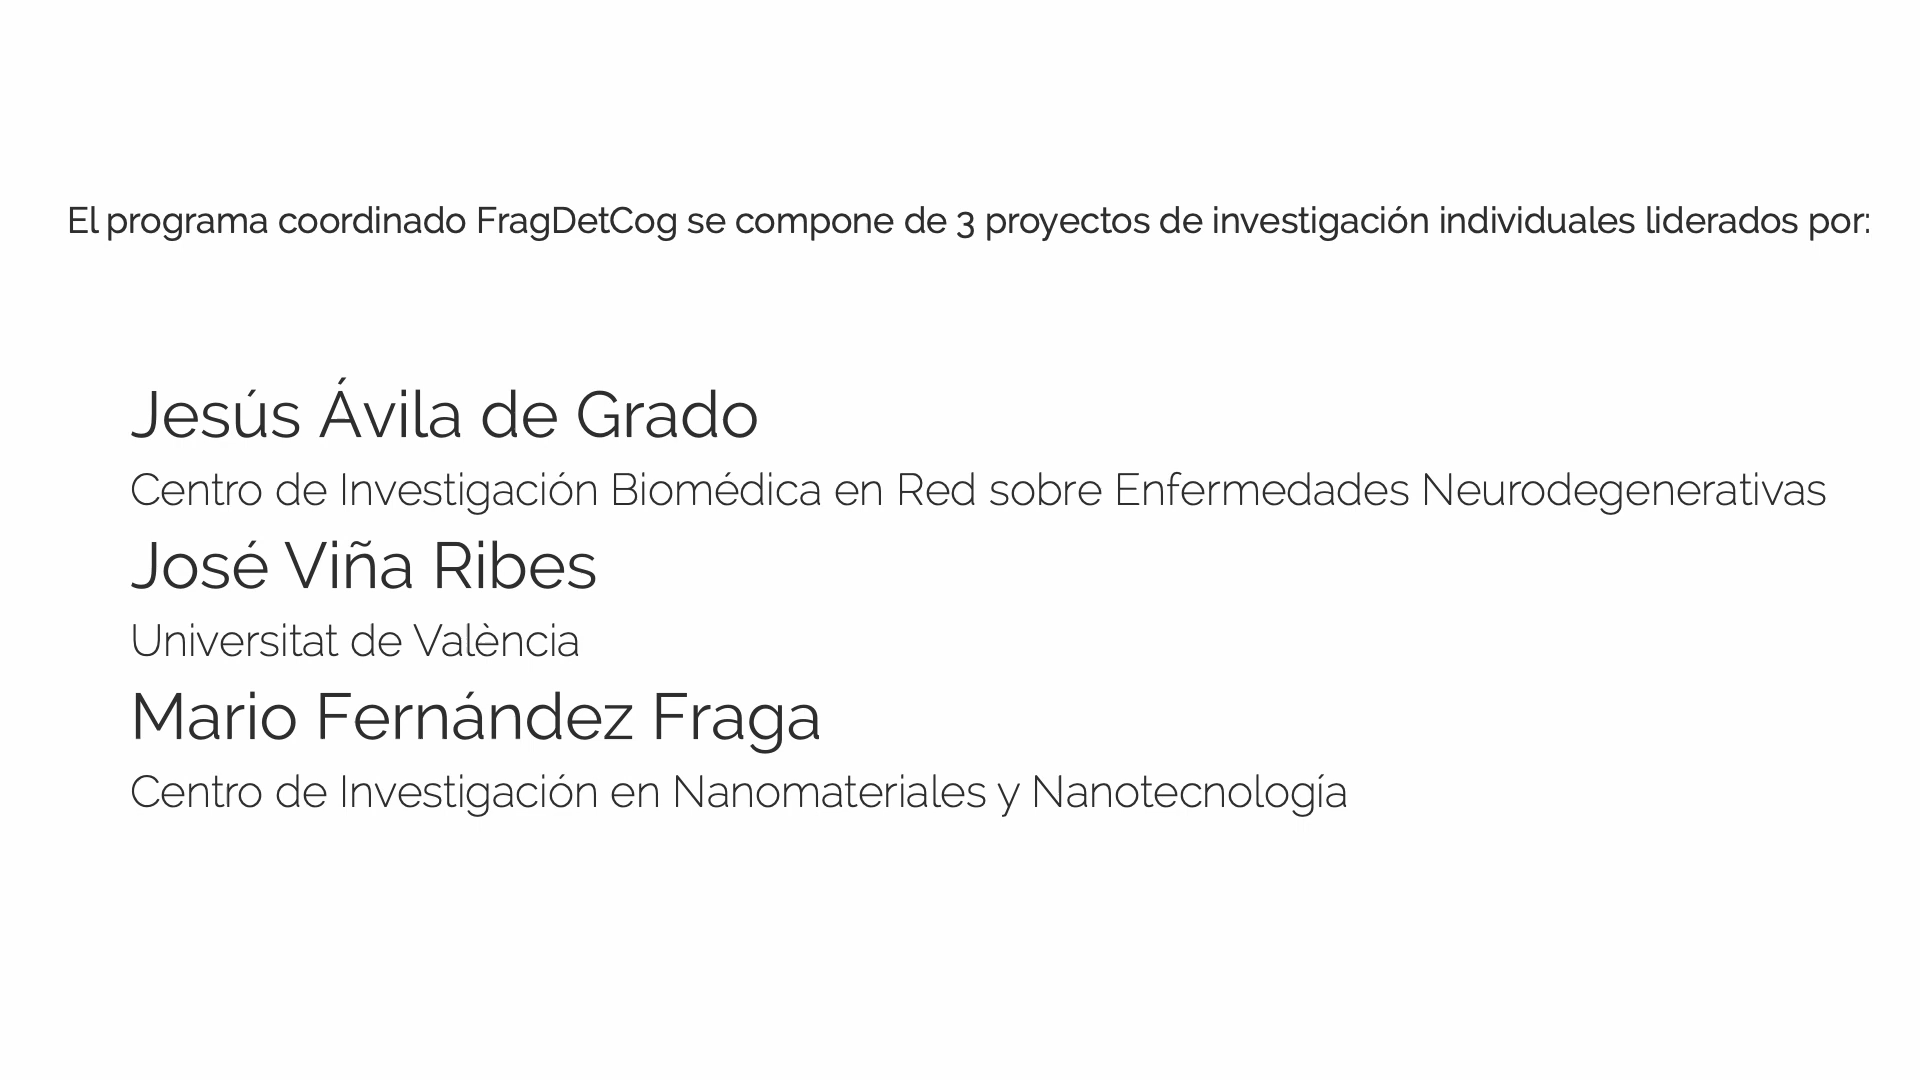 El programa coordinado FragDetCog se compone de 3 proyectos de investigación individuales liderados por:
Jesús Ávila de Grado
Centro de Investigación Biomédica en Red sobre Enfermedades Neurodegenerativas
José Viña Ribes
Universitat de València
Mario Fernández Fraga
Centro de Investigación en Nanomateriales y Nanotecnología